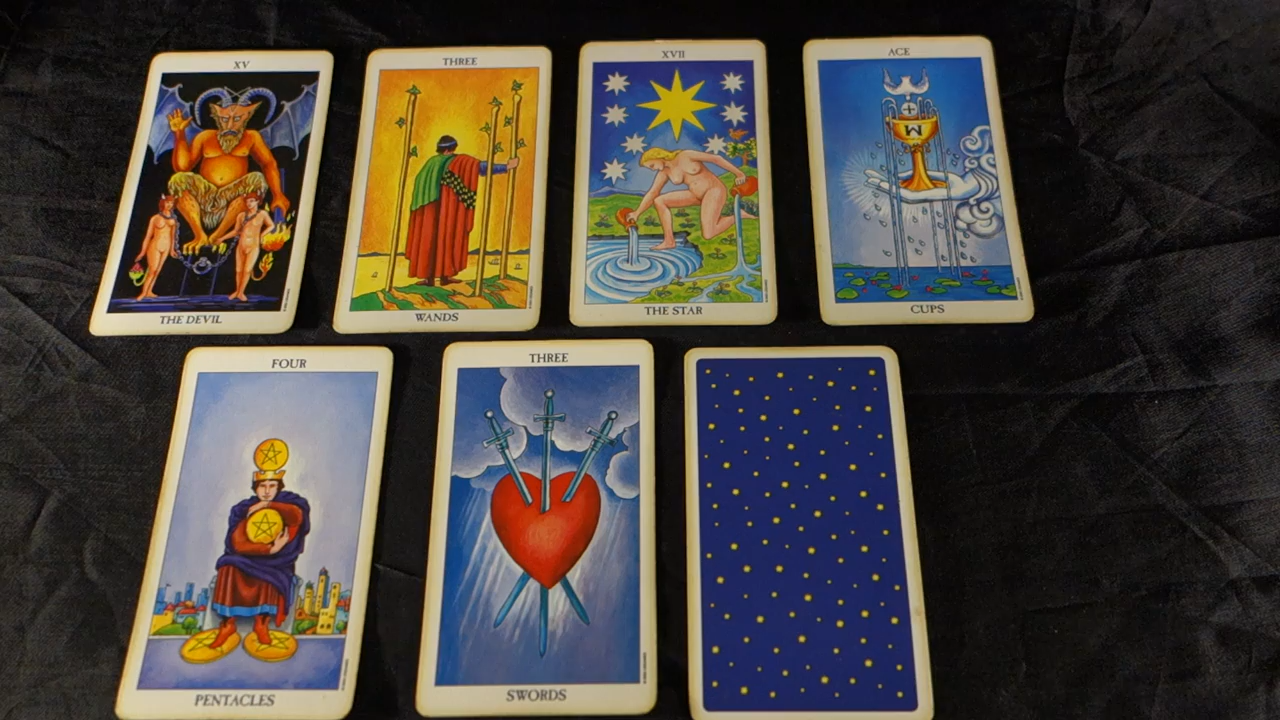 XV
THE DEVIL
THREE
WANDS
XVII
THE STAR
ACE
W
CUPS
FOUR
PENTACLES
THREE
SWORDS